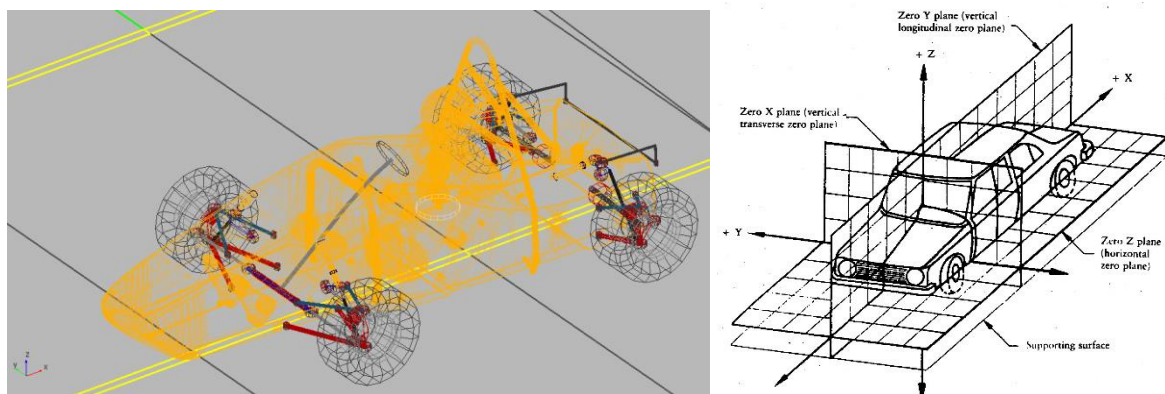 Z
Y
X
Zero Y plane (vertical
longitudinal zero plane)
+ Z
+ X
Zero X plane (vertical
transverse zero plane)
+ Y
Zero Z plane
(horizontal
zero plane)
Supporting surface